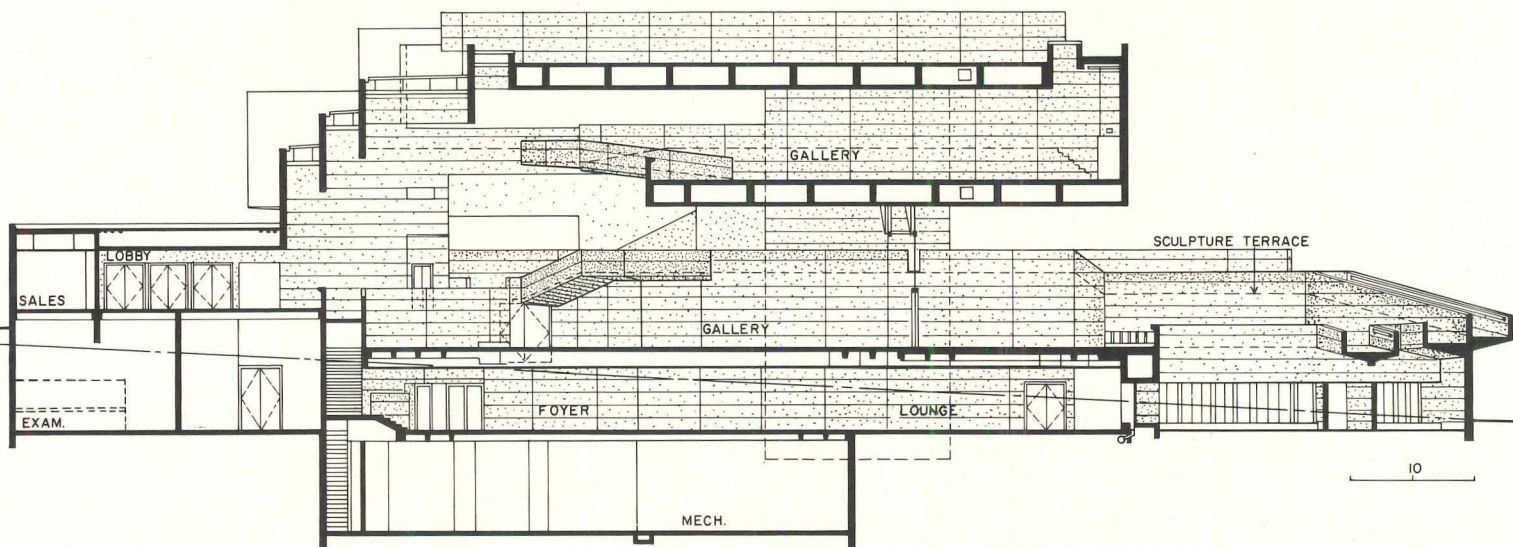 GALLERY
SCULPTURE TERRACE
LOBBY
SALES
GALLERY
FOYER
LOUNGE
EXAM.
10
MECH.